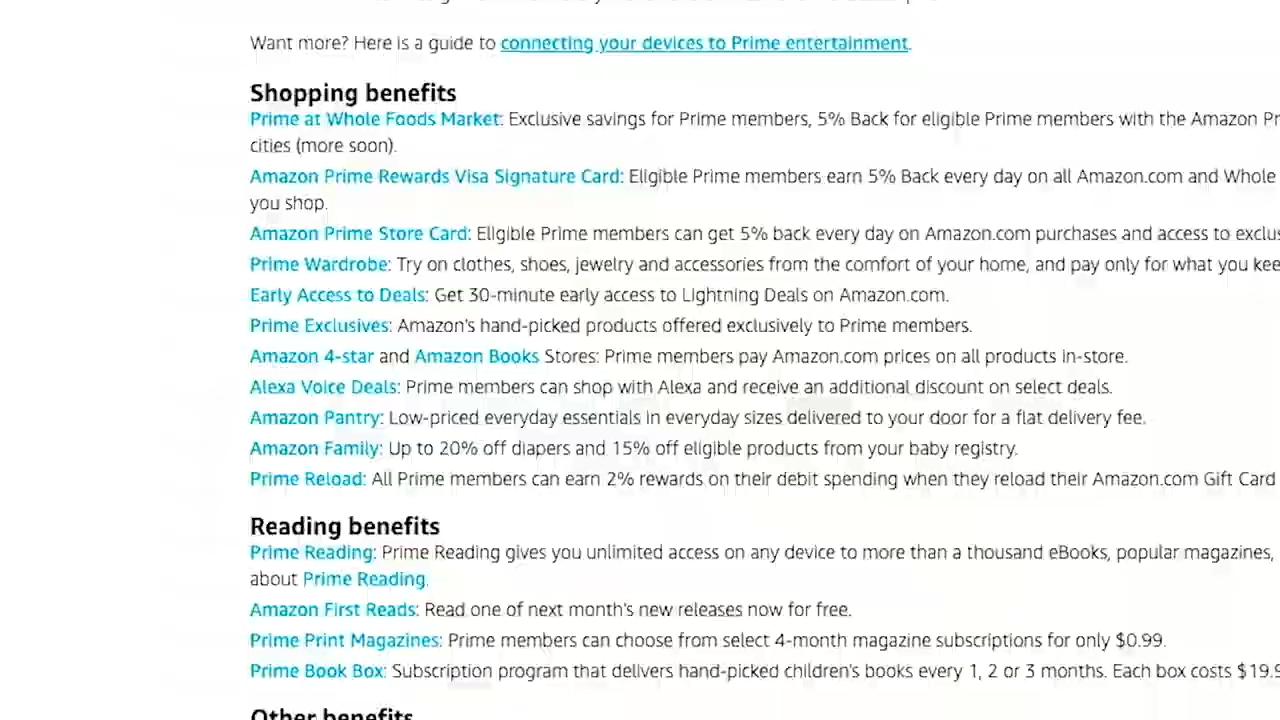 Want more? Here is a guide to connecting your devices to Prime entertainment.
Shopping benefits
Prime at Whole Foods Market: Exclusive savings for Prime members, 5% Back for eligible Prime members with the Amazon
cities (more soon).
Amazon Prime Rewards Visa Signature Card: Eligible Prime members earn 5% Back every day on all Amazon.com and Whole
you shop.
Amazon Prime Store Card: Eligible Prime members can get 5% back every day on Amazon.com purchases and access to
Prime Wardrobe: Try on clothes, shoes, jewelry and accessories from the comfort of your home, and pay only for what you
Early Access to Deals: Get 30-minute early access to Lightning Deals on Amazon.com.
Prime Exclusives: Amazon's hand-picked products offered exclusively to Prime members.
Amazon 4-star and Amazon Books Stores: Prime members pay Amazon.com prices on all products in-store.
Alexa Voice Deals: Prime members can shop with Alexa and receive an additional discount on select deals.
Amazon Pantry: Low-priced everyday essentials in everyday sizes delivered to your door for a flat delivery fee.
Amazon Family: Up to 20% off diapers and 15% off eligible products from your baby registry.
Prime Reload: All Prime members can earn 2% rewards on their debit spending when they reload their Amazon.com Gift Card
Reading benefits
Prime Reading: Prime Reading gives you unlimited access on any device to more than a thousand eBooks, popular magazines,
about Prime Reading.
Amazon First Reads: Read one of next month's new releases now for free.
Prime Print Magazines: Prime members can choose from select 4-month magazine subscriptions for only $0.99.
Prime Book Box: Subscription program that delivers hand-picked children's books every 1, 2 or 3 months. Each box costs
Other benefits